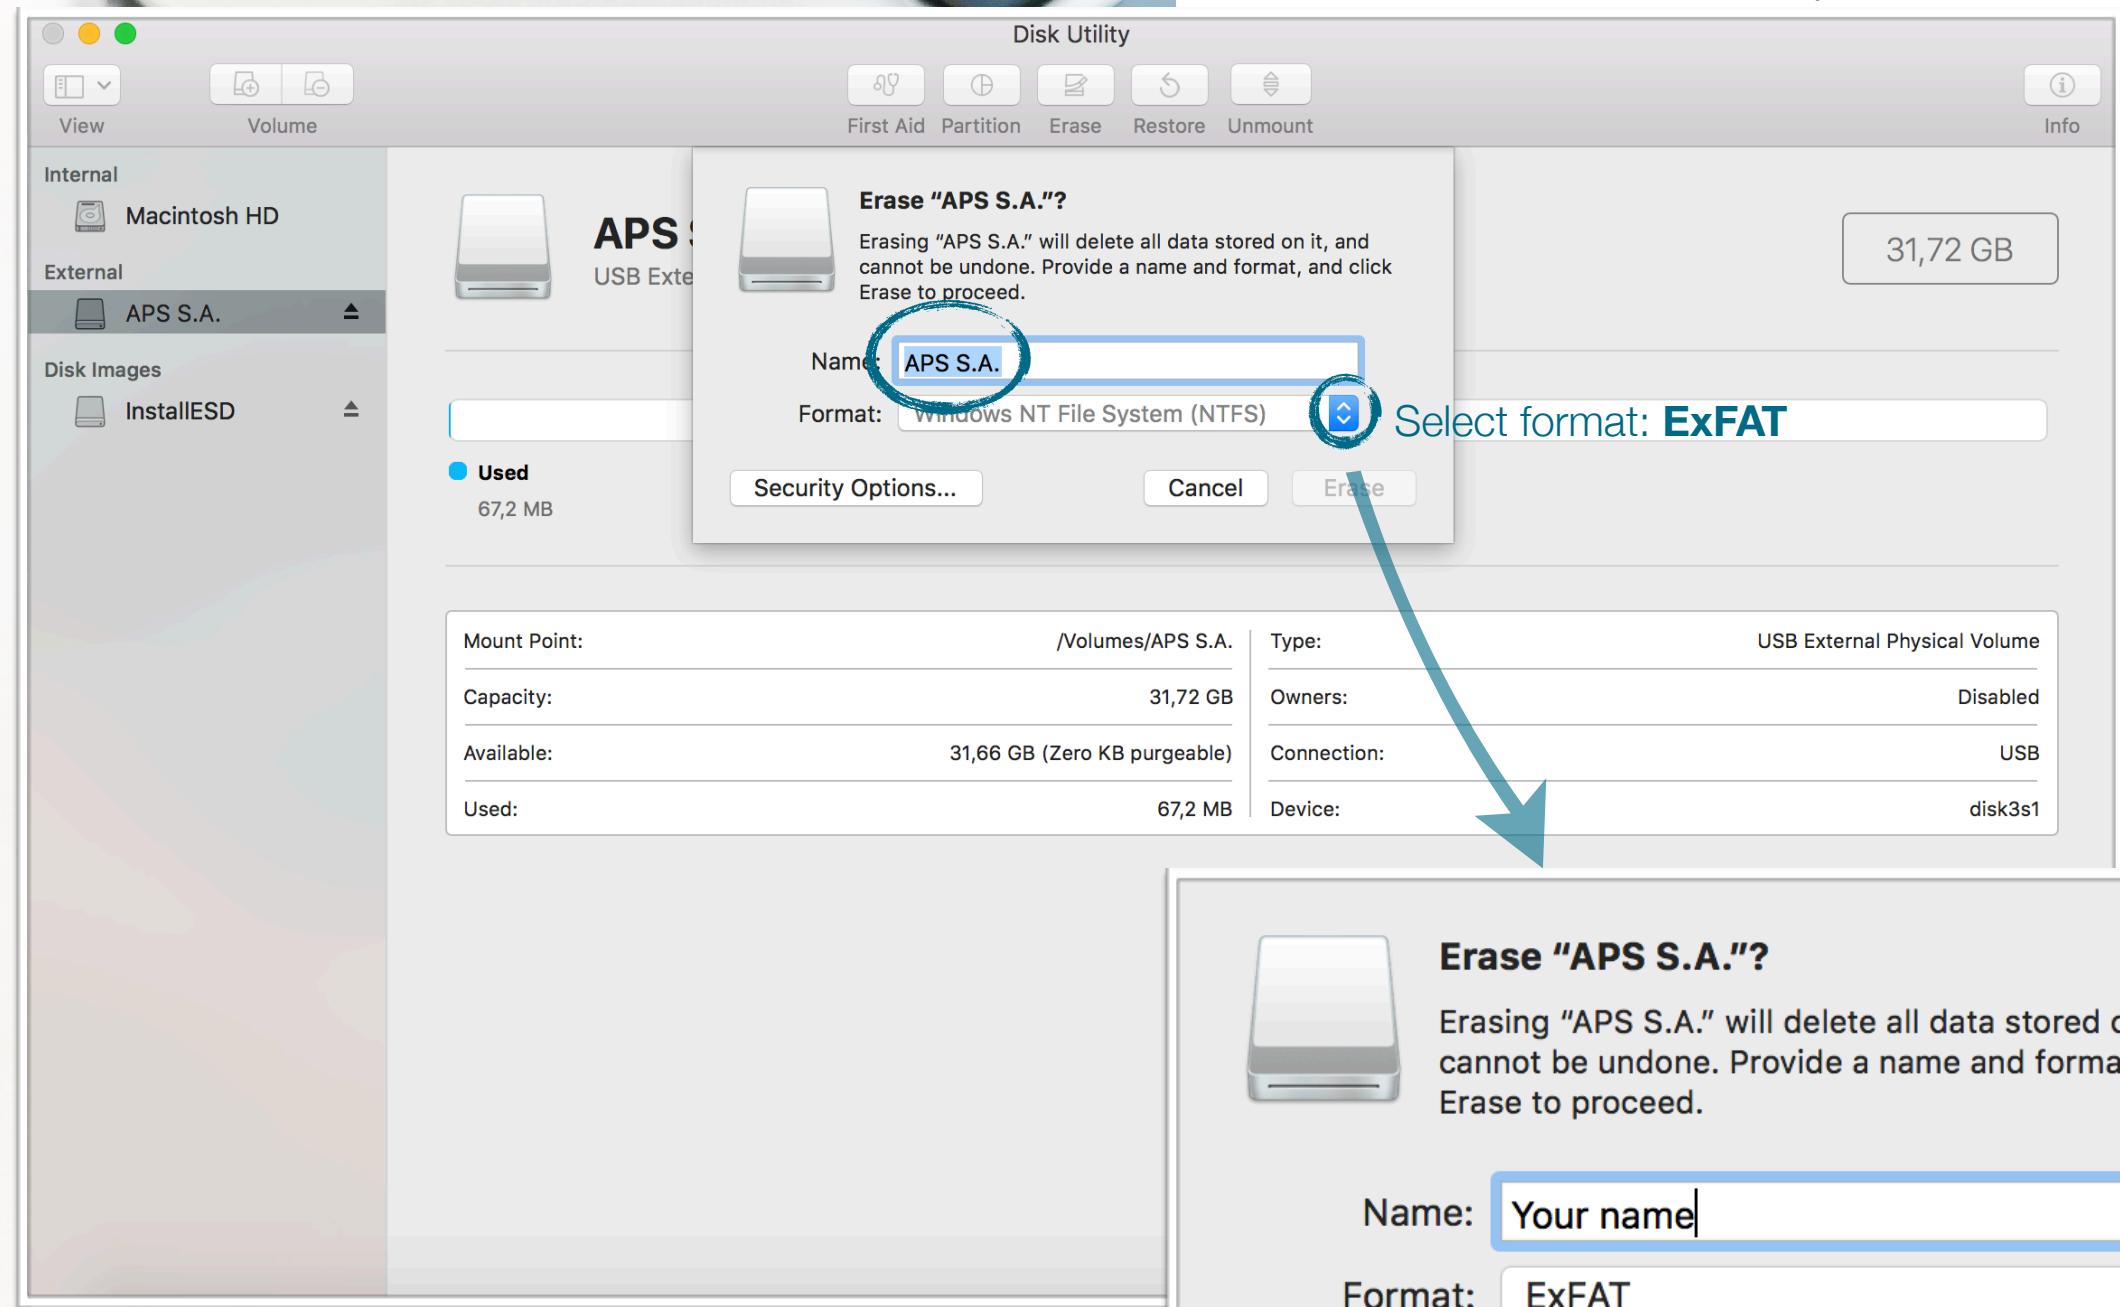 Disk Utility
View Volume First Aid Partition Erase Restore Unmount Info
Internal
Macintosh HD
External
APS S.A.
Disk Images
InstallESD
APS
USB Exte
31,72 GB
Used
67,2 MB
Erase “APS S.A.”?
Erasing “APS S.A.” will delete all data stored on it, and
cannot be undone. Provide a name and format, and click
Erase to proceed.
Name: APS S.A.
Format: Windows NT File System (NTFS)
Select format: ExFAT
Security Options... Cancel Erase
Mount Point: /Volumes/APS S.A.
Capacity: 31,72 GB
Available: 31,66 GB (Zero KB purgeable)
Used: 67,2 MB
Type: USB External Physical Volume
Owners: Disabled
Connection: USB
Device: disk3s1
Erase “APS S.A.”?
Erasing “APS S.A.” will delete all data stored
cannot be undone. Provide a name and forma
Erase to proceed.
Name: Your name
Format: ExFAT